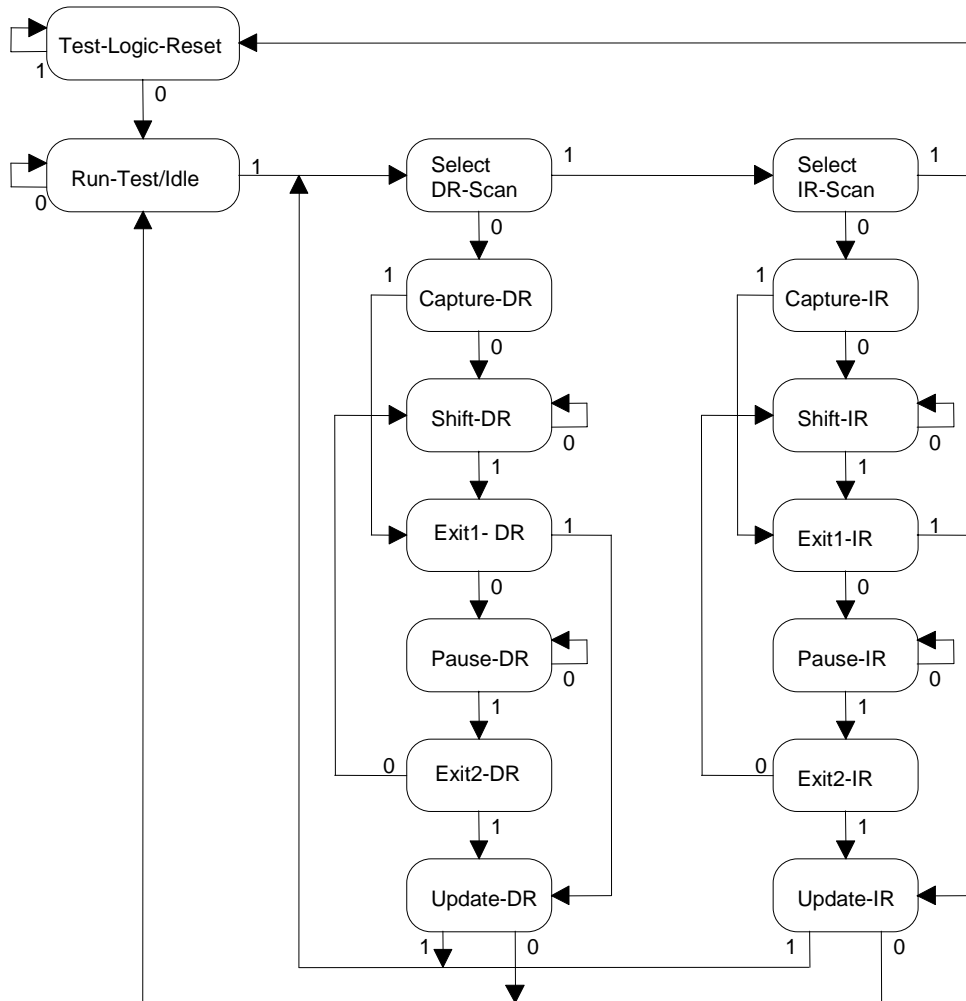 Test-Logic-Reset
1
0
Run-Test/Idle
0
1
Select
DR-Scan
1
0
Select
IR-Scan
1
0
1
Capture-DR
0
1
Capture-IR
0
Shift-DR
0
1
Shift-IR
0
1
Exit1- DR
1
0
Exit1-IR
1
0
Pause-DR
0
1
Pause-IR
0
1
0
Exit2-DR
1
0
Exit2-IR
1
Update-DR
1
0
Update-IR
1
0